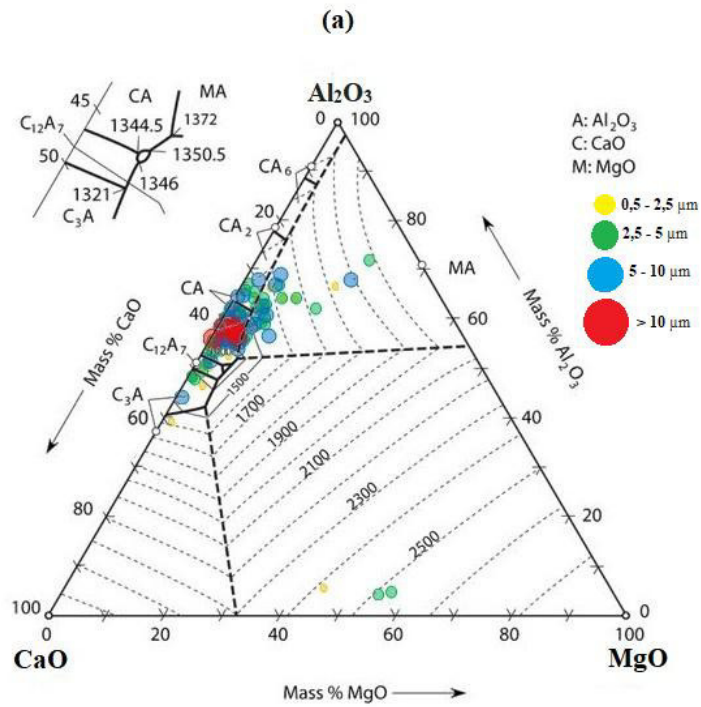 (a)
45
CA
MA
C₁₂A₇
1344.5
1372
50
1350.5
1346
1321
C₃A
Al₂O₃
0
100
A: Al₂O₃
C: CaO
M: MgO
0,5 - 2,5 µm
2,5 - 5 µm
5 - 10 µm
> 10 µm
CA₆
20
80
CA₂
MA
CA
40
60
Mass % CaO
Mass % Al₂O₃
C₁₂A₇
C₃A
1500
60
1700
40
1900
2100
80
2300
20
2500
100
0
0
20
40
60
80
100
CaO
MgO
Mass % MgO